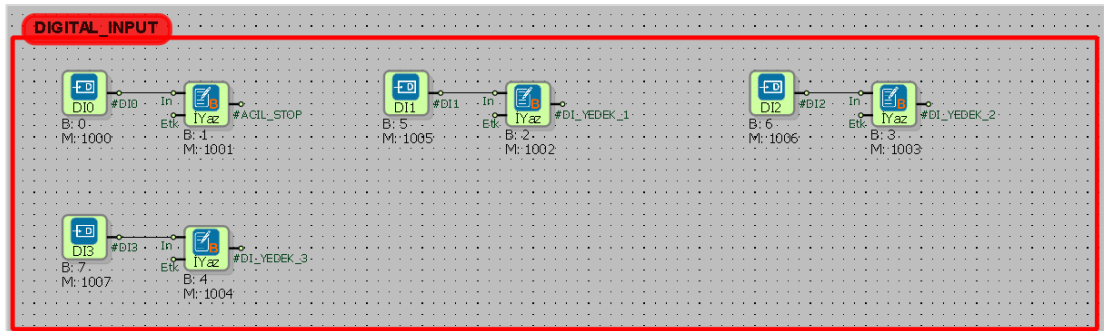 DIGITAL_INPUT
DI0
#DI0
B: 0
M: 1000
In
Etk
IYaz
#ACIL_STOP
B: 1
M: 1001
DI1
#DI1
B: 5
M: 1005
In
Etk
IYaz
#DI_YEDEK_1
B: 2
M: 1002
DI2
#DI2
B: 6
M: 1006
In
Etk
IYaz
#DI_YEDEK_2
B: 3
M: 1003
DI3
#DI3
B: 7
M: 1007
In
Etk
IYaz
#DI_YEDEK_3
B: 4
M: 1004